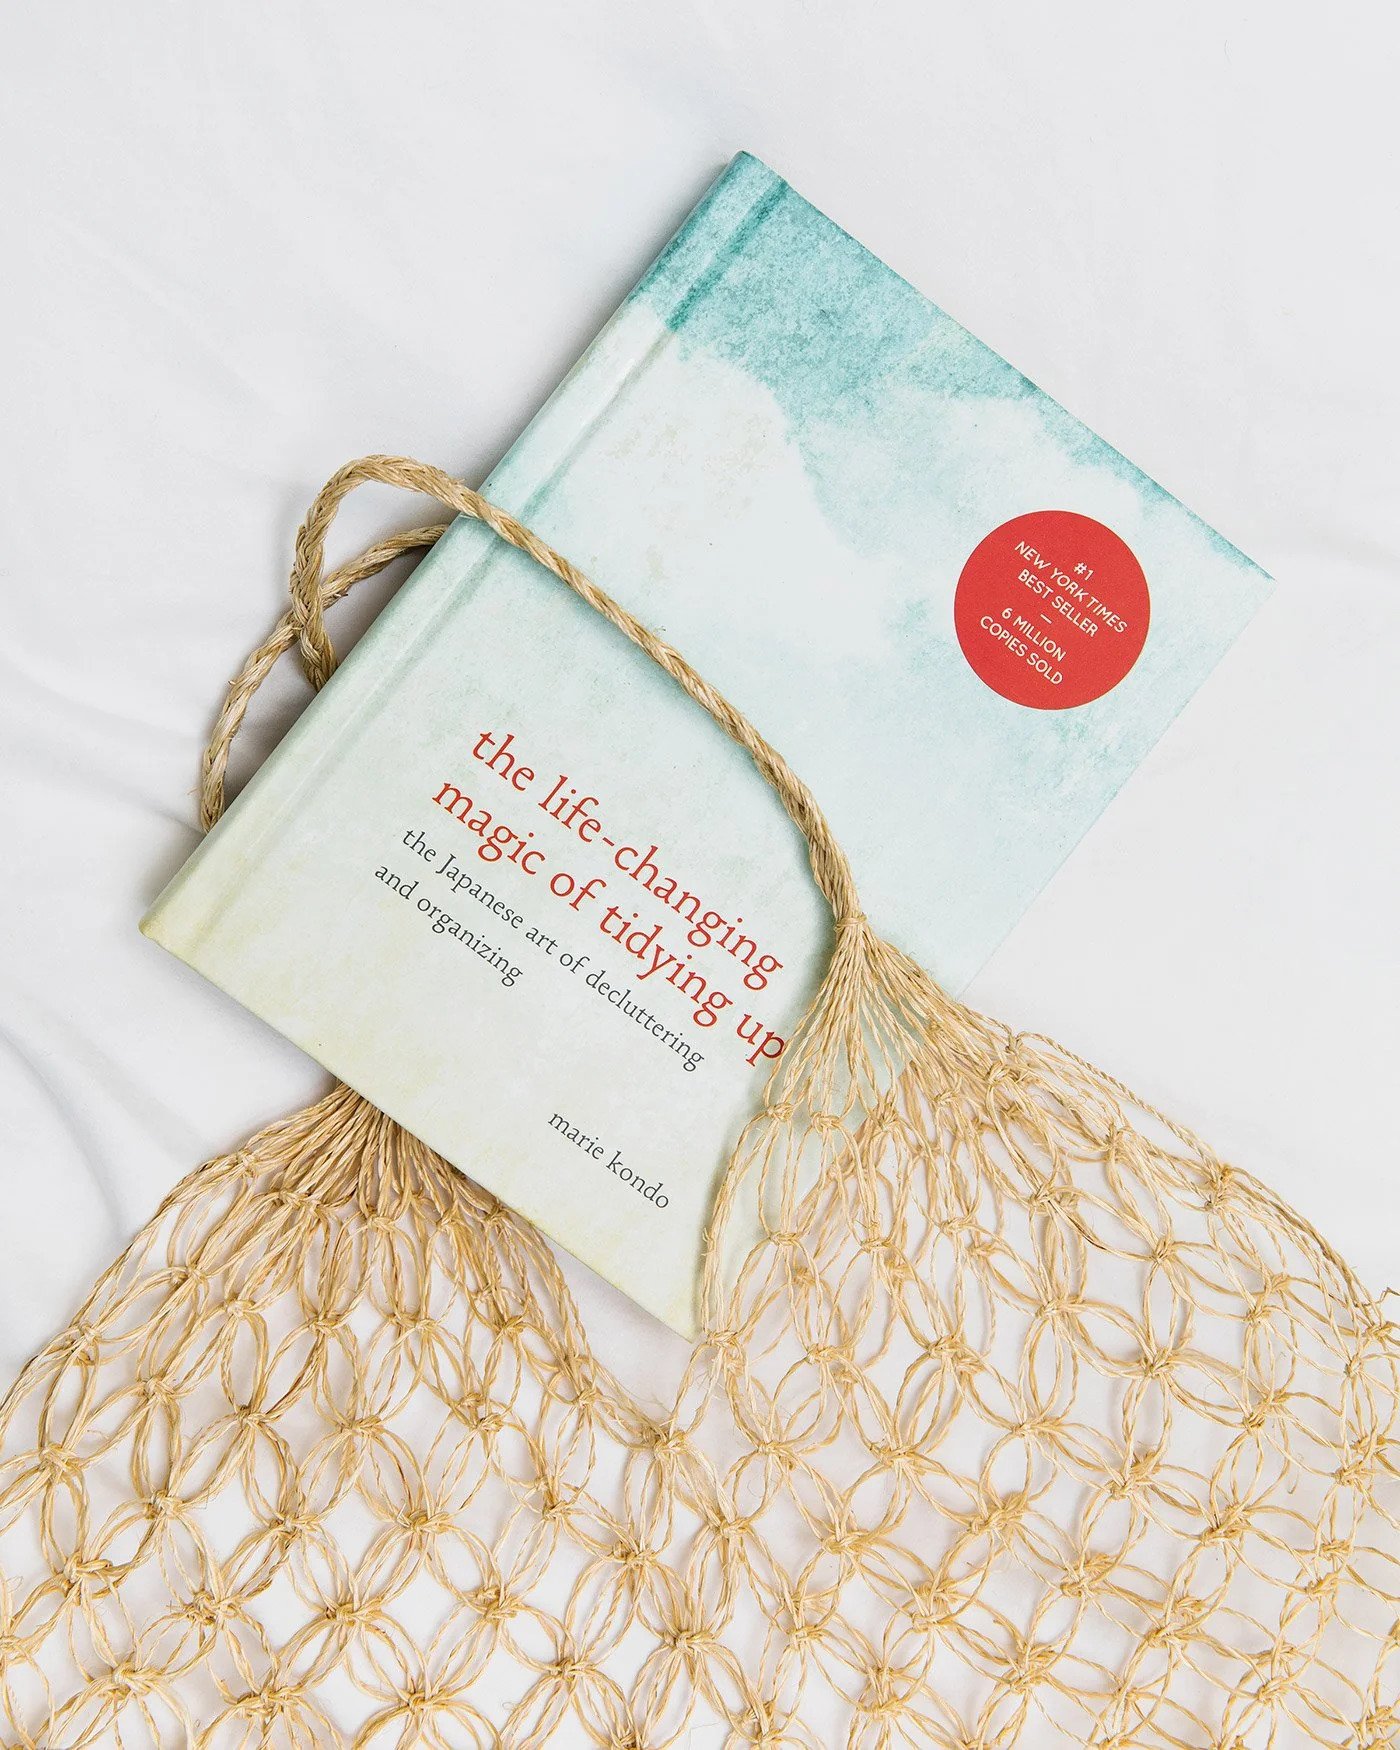 #1
NEW YORK TIMES
BEST SELLER
—
6 MILLION
COPIES SOLD
the life-changing
magic of tidying up
the Japanese art of decluttering
and organizing
marie kondo